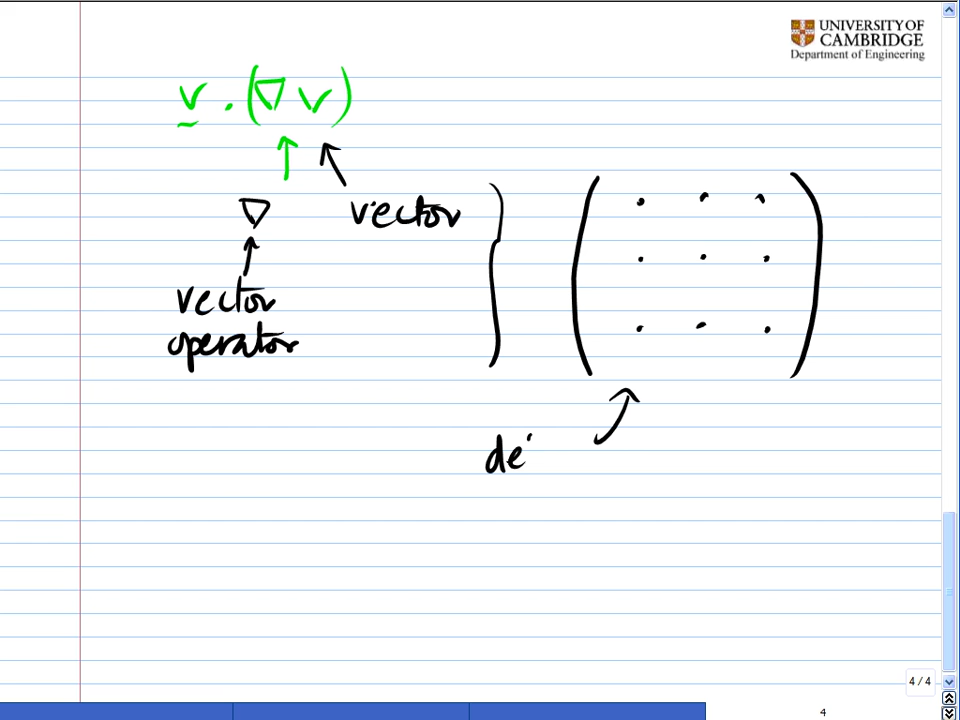 UNIVERSITY OF
CAMBRIDGE
Department of Engineering
v . (∇ v)
∇ vector
vector
operator
de
4 / 4
4